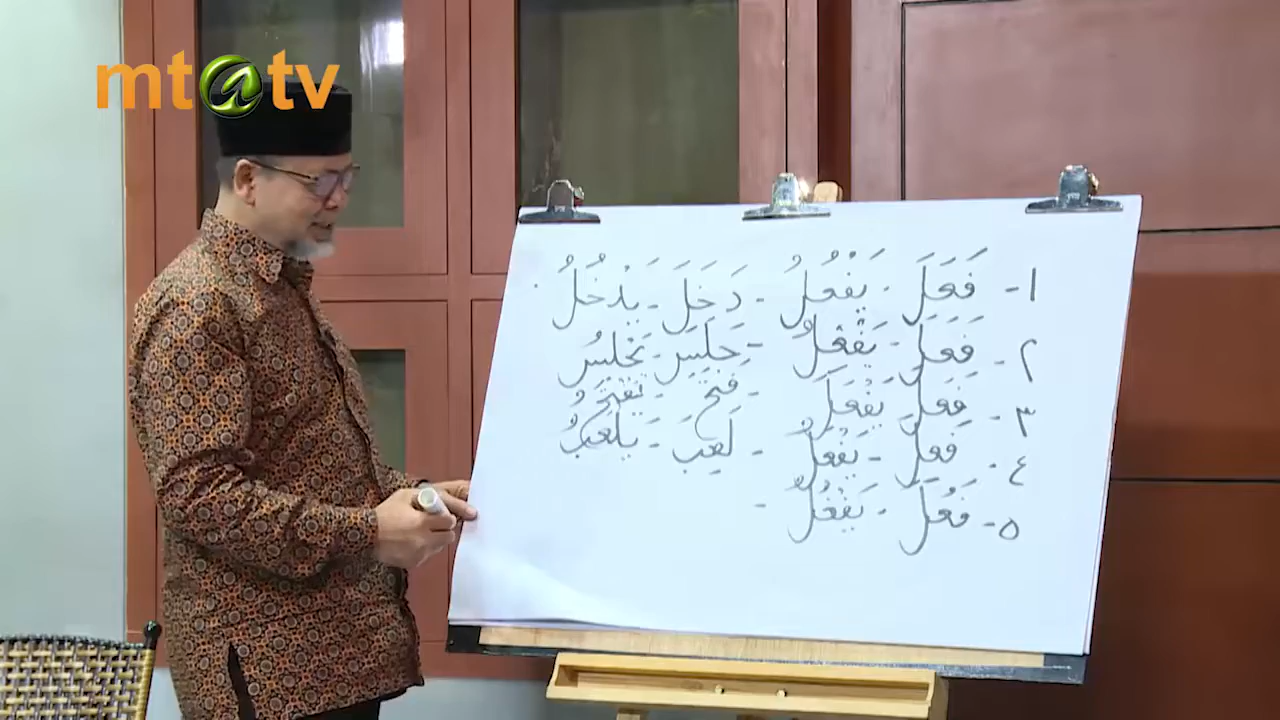 mt@tv
١- فَعَلَ - يَفْعُلُ - دَخَلَ - يَدْخُلُ
٢- فَعَلَ - يَفْعِلُ - جَلَسَ - يَجْلِسُ
٣- فَعَلَ - يَفْعَلُ - فَتَحَ - يَفْتَحُ
٤- فَعِلَ - يَفْعَلُ - لَعِبَ - يَلْعَبُ
٥- فَعُلَ - يَفْعُلُ -